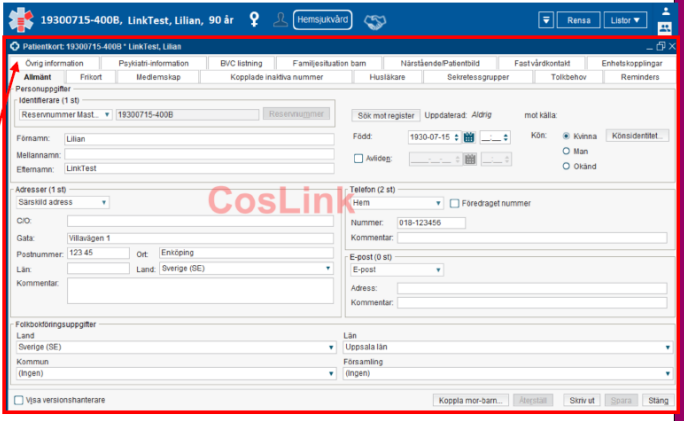 19300715-400B, LinkTest, Lilian, 90 år Hemsjukvård Rensa Listor
Patientkort: 19300715-400B * LinkTest, Lilian
Övrig information Psykiatri-information BVC listning Familjesituation barn Närstående/Patientbild Fast vårdkontakt Enhetskopplingar
Allmänt Frikort Medlemskap Kopplade inaktiva nummer Husläkare Sekretessgrupper Tolkbehov Reminders
Personuppgifter
Identifierare (1 st)
Reservnummer Mast... 19300715-400B Reservnummer Sök mot register Uppdaterad: Aldrig mot källa:
Förnamn: Lilian Född: 1930-07-15 Kön: Kvinna Könsidentitet...
Mellannamn: Avliden: Man
Efternamn: LinkTest Okänd
Adresser (1 st) Telefon (2 st)
Särskild adress Hem Föredraget nummer
CosLink
C/O: Nummer: 018-123456
Gata: Villavägen 1 Kommentar:
Postnummer: 123 45 Ort: Enköping E-post (0 st)
Län: Land: Sverige (SE) E-post
Kommentar: Adress:
Kommentar:
Folkbokföringsuppgifter
Land Län
Sverige (SE) Uppsala län
Kommun Församling
(Ingen) (Ingen)
Visa versionshanterare Koppla mor-barn... Återställ Skriv ut Spara Stäng